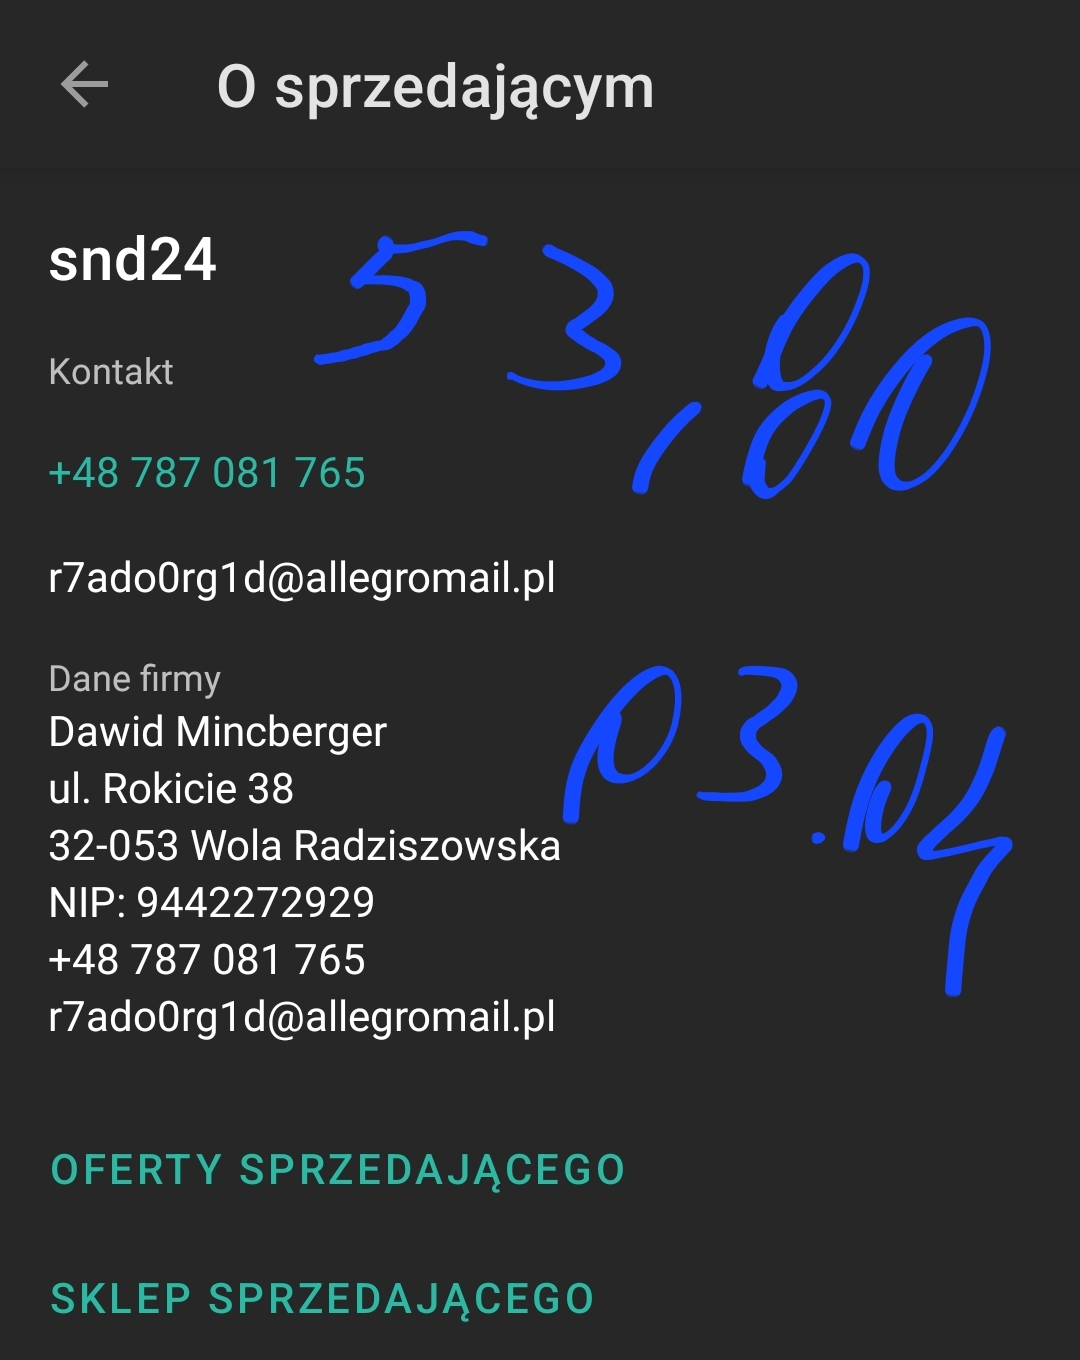 O sprzedającym
snd24
53,80
Kontakt
+48 787 081 765
r7ado0rg1d@allegromail.pl
Dane firmy
Dawid Mincberger
ul. Rokicie 38
03.04
32-053 Wola Radziszowska
NIP: 9442272929
+48 787 081 765
r7ado0rg1d@allegromail.pl
OFERTY SPRZEDAJĄCEGO
SKLEP SPRZEDAJĄCEGO